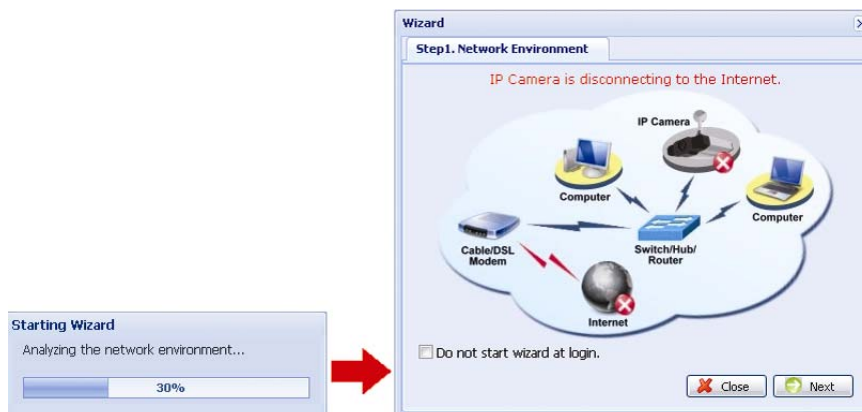 Starting Wizard
Analyzing the network environment...
30%
Wizard
Step1. Network Environment
IP Camera is disconnecting to the Internet.
IP Camera
Computer
Computer
Cable/DSL
Modem
Switch/Hub/
Router
Internet
Do not start wizard at login.
Close
Next